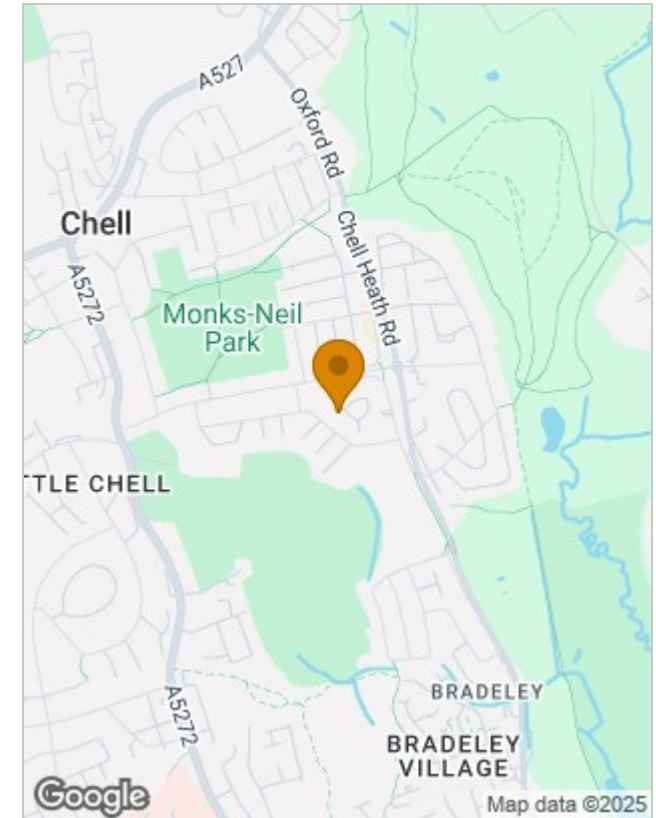 A527
Oxford Rd
Chell
Chell Heath Rd
A5272
Monks-Neil
Park
TTLE CHELL
BRADELEY
A5272
BRADELEY
VILLAGE
Google
Map data ©2025